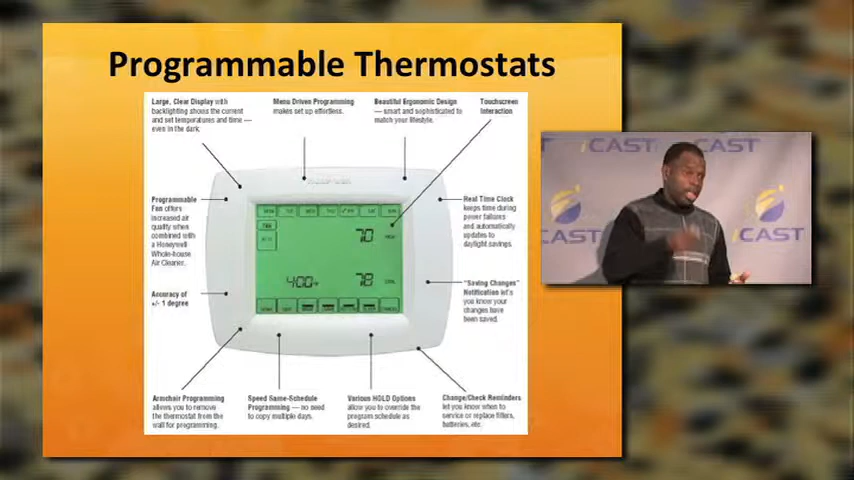 Programmable Thermostats
Large, Clear Display with
backlighting shows the current
and set temperatures and time —
even in the dark.
Menu Driven Programming
makes set up effortless.
Beautiful Ergonomic Design
— smart and sophisticated to
match your lifestyle.
Touchscreen
Interaction
Programmable
Fan offers
increased air
quality when
combined with
a Honeywell
Whole-house
Air Cleaner.
Accuracy of
+/- 1 degree
70
400
78
Real Time Clock
keeps time during
power failures
and automatically
updates to
daylight savings.
"Saving Changes"
Notification let's
you know your
changes have
been saved.
Armchair Programming
allows you to remove
the thermostat from the
wall for programming.
Speed Same-Schedule
Programming — no need
to copy multiple days.
Various HOLD Options
allow you to override the
program schedule as
desired.
Change/Check Reminders
let you know when to
service or replace filters,
batteries, etc.
iCAST
CAST
iCAST